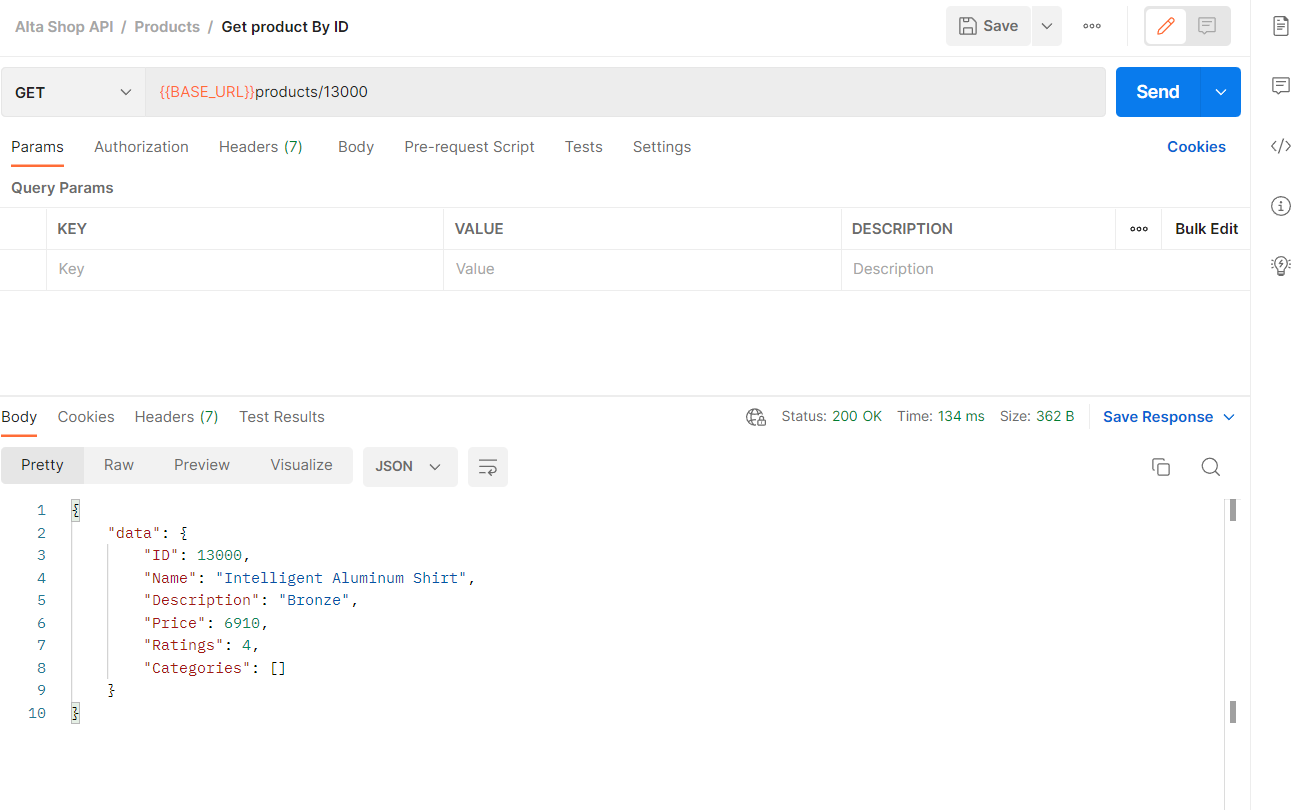 Alta Shop API / Products / Get product By ID
Save
GET
{{BASE_URL}}products/13000
Send
Params Authorization Headers (7) Body Pre-request Script Tests Settings Cookies
Query Params
KEY VALUE DESCRIPTION Bulk Edit
Key Value Description
Body Cookies Headers (7) Test Results Status: 200 OK Time: 134 ms Size: 362 B Save Response
Pretty Raw Preview Visualize JSON
1 {
2 "data": {
3 "ID": 13000,
4 "Name": "Intelligent Aluminum Shirt",
5 "Description": "Bronze",
6 "Price": 6910,
7 "Ratings": 4,
8 "Categories": []
9 }
10 }